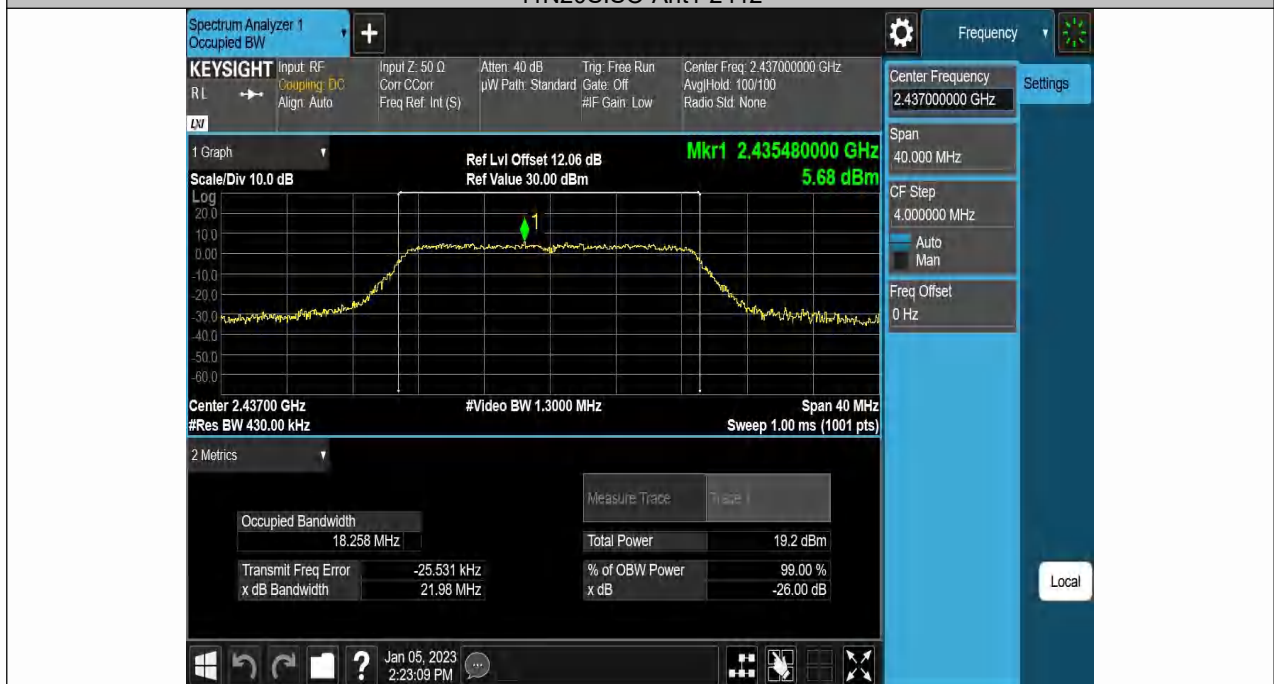 11N20SISO-Ant1-2412
Spectrum Analyzer 1
Occupied BW
+
Frequency
KEYSIGHT
RL
LXI
Input: RF
Coupling: DC
Align: Auto
Input Z: 50 Ω
Corr CCorr
Freq Ref: Int (S)
Atten: 40 dB
µW Path: Standard
Trig: Free Run
Gate: Off
#IF Gain: Low
Center Freq: 2.437000000 GHz
Avg|Hold: 100/100
Radio Std: None
Center Frequency
2.437000000 GHz
Settings
Span
40.000 MHz
CF Step
4.000000 MHz
Auto
Man
Freq Offset
0 Hz
Local
1 Graph
Scale/Div 10.0 dB
Ref Lvl Offset 12.06 dB
Ref Value 30.00 dBm
Mkr1 2.435480000 GHz
5.68 dBm
Log
20.0
10.0
0.00
-10.0
-20.0
-30.0
-40.0
-50.0
-60.0
1
Center 2.43700 GHz
#Res BW 430.00 kHz
#Video BW 1.3000 MHz
Span 40 MHz
Sweep 1.00 ms (1001 pts)
2 Metrics
Measure Trace Trace 1
Occupied Bandwidth
18.258 MHz
Total Power 19.2 dBm
Transmit Freq Error -25.531 kHz
% of OBW Power 99.00 %
x dB Bandwidth 21.98 MHz
x dB -26.00 dB
?
Jan 05, 2023
2:23:09 PM